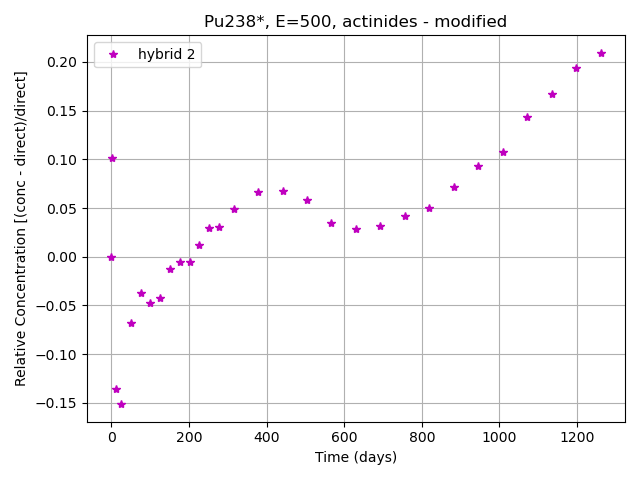 Pu238*, E=500, actinides - modified
hybrid 2
Relative Concentration [(conc - direct)/direct]
0.20
0.15
0.10
0.05
0.00
−0.05
−0.10
−0.15
0 200 400 600 800 1000 1200
Time (days)